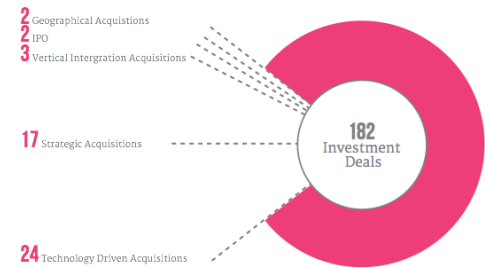 2 Geographical Acquistions
2 IPO
3 Vertical Intergration Acquisitions
17 Strategic Acquisitions
182
Investment
Deals
24 Technology Driven Acquisitions